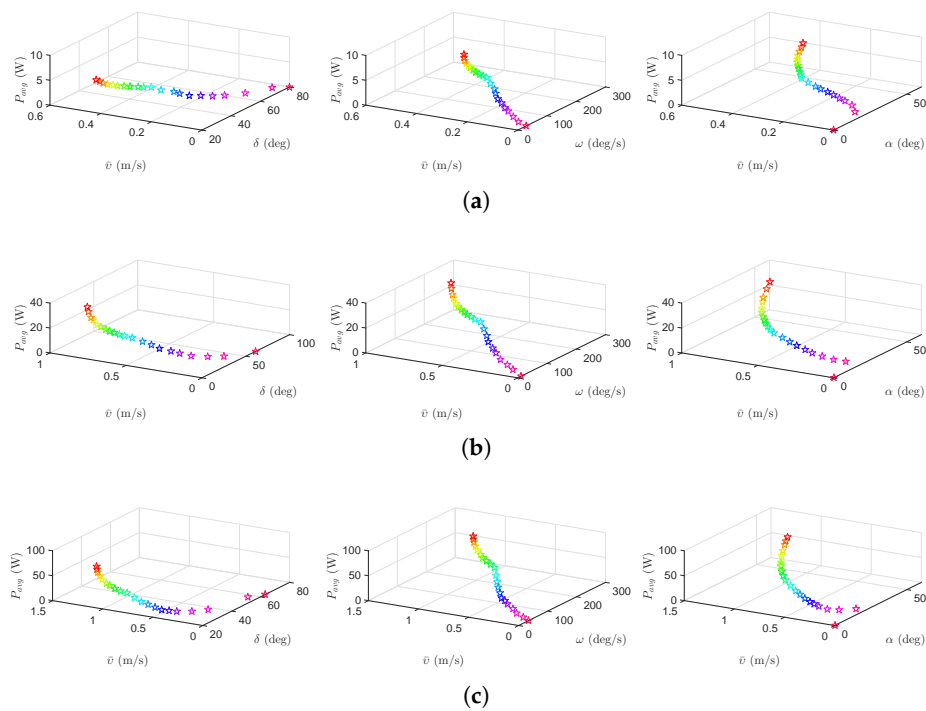 10
5
0
P_avg (W)
0.6
0.4
0.2
0
v̄ (m/s)
20
40
60
80
δ (deg)
10
5
0
P_avg (W)
0.6
0.4
0.2
0
v̄ (m/s)
0
100
200
300
ω (deg/s)
10
5
0
P_avg (W)
0.6
0.4
0.2
0
v̄ (m/s)
0
50
α (deg)
(a)
40
20
0
P_avg (W)
1
0.5
0
v̄ (m/s)
0
50
100
δ (deg)
40
20
0
P_avg (W)
1
0.5
0
v̄ (m/s)
0
100
200
300
ω (deg/s)
40
20
0
P_avg (W)
1
0.5
0
v̄ (m/s)
0
50
α (deg)
(b)
100
50
0
P_avg (W)
1.5
1
0.5
0
v̄ (m/s)
20
40
60
80
δ (deg)
100
50
0
P_avg (W)
1.5
1
0.5
0
v̄ (m/s)
0
100
200
300
ω (deg/s)
100
50
0
P_avg (W)
1.5
1
0.5
0
v̄ (m/s)
0
50
α (deg)
(c)